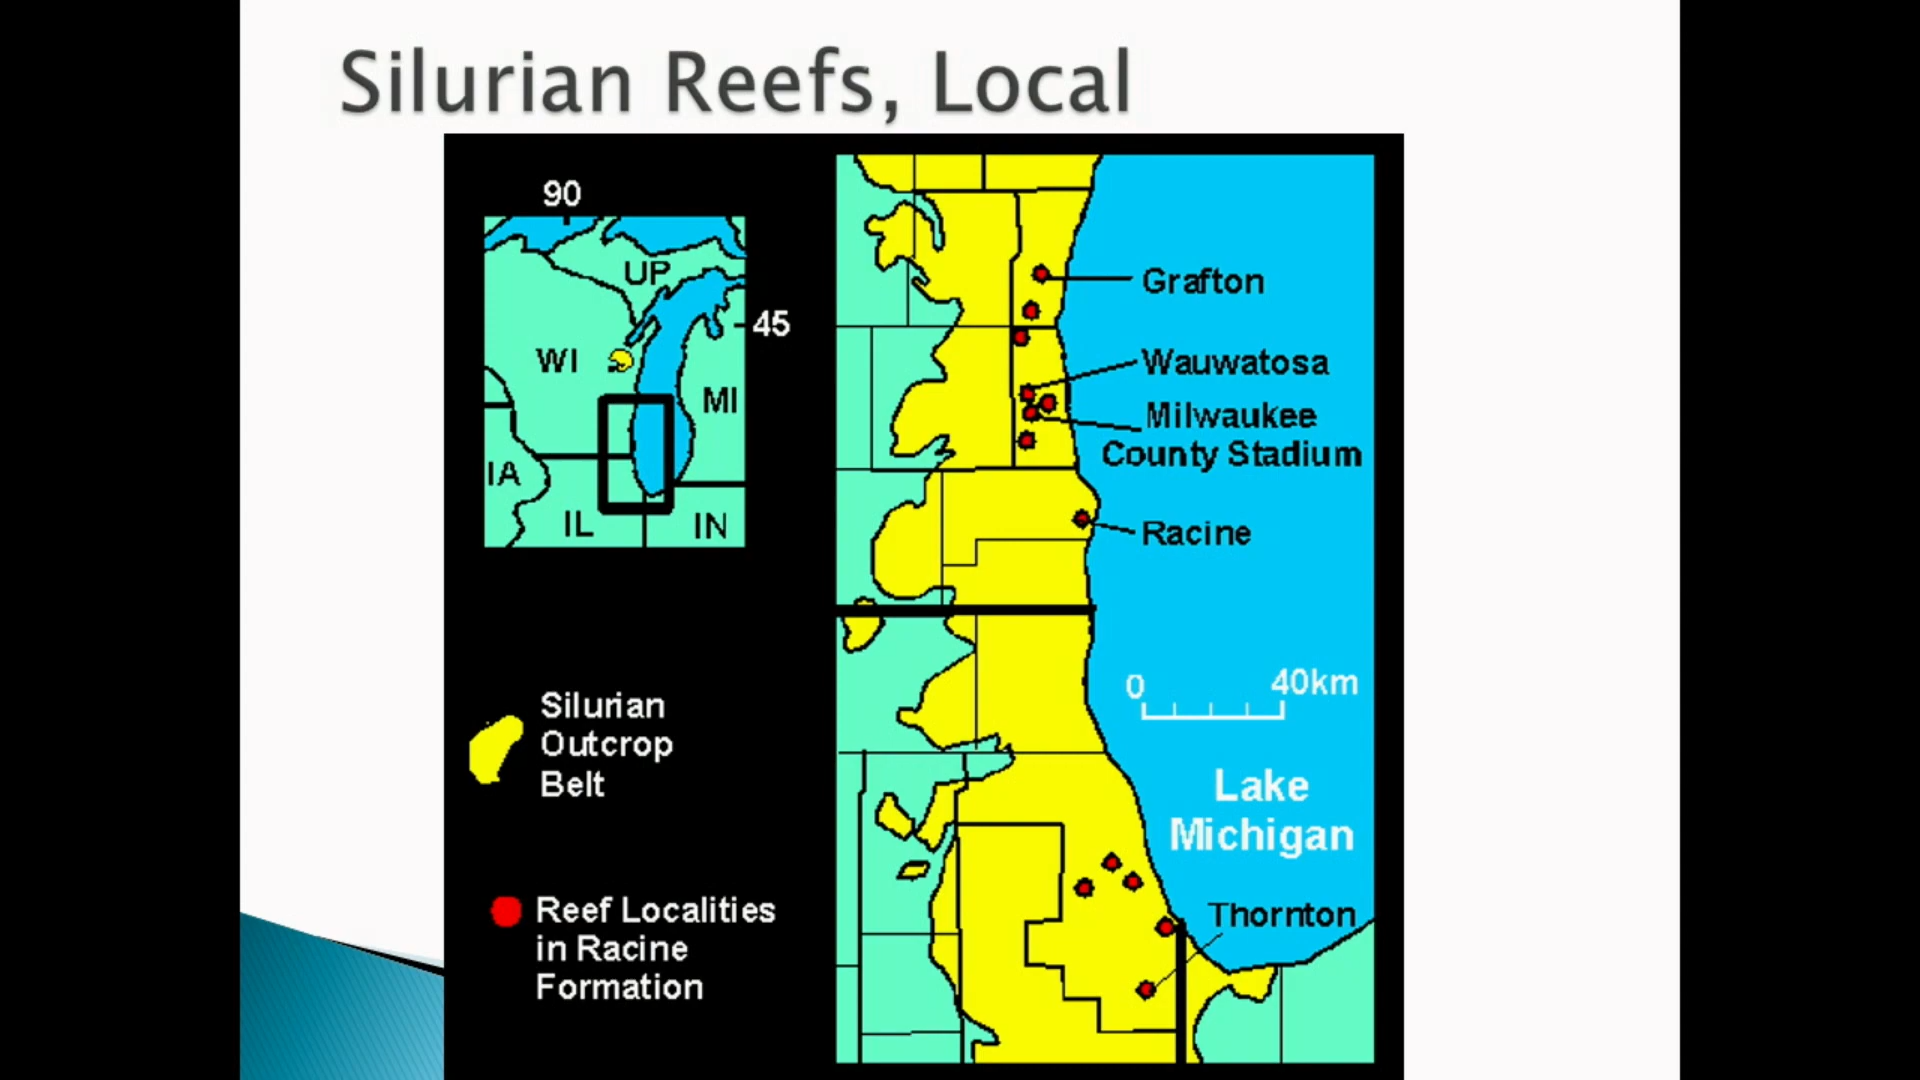 Silurian Reefs, Local
90
UP
45
WI
MI
IA
IL
IN
Silurian
Outcrop
Belt
Reef Localities
in Racine
Formation
Grafton
Wauwatosa
Milwaukee
County Stadium
Racine
0 40km
Lake
Michigan
Thornton